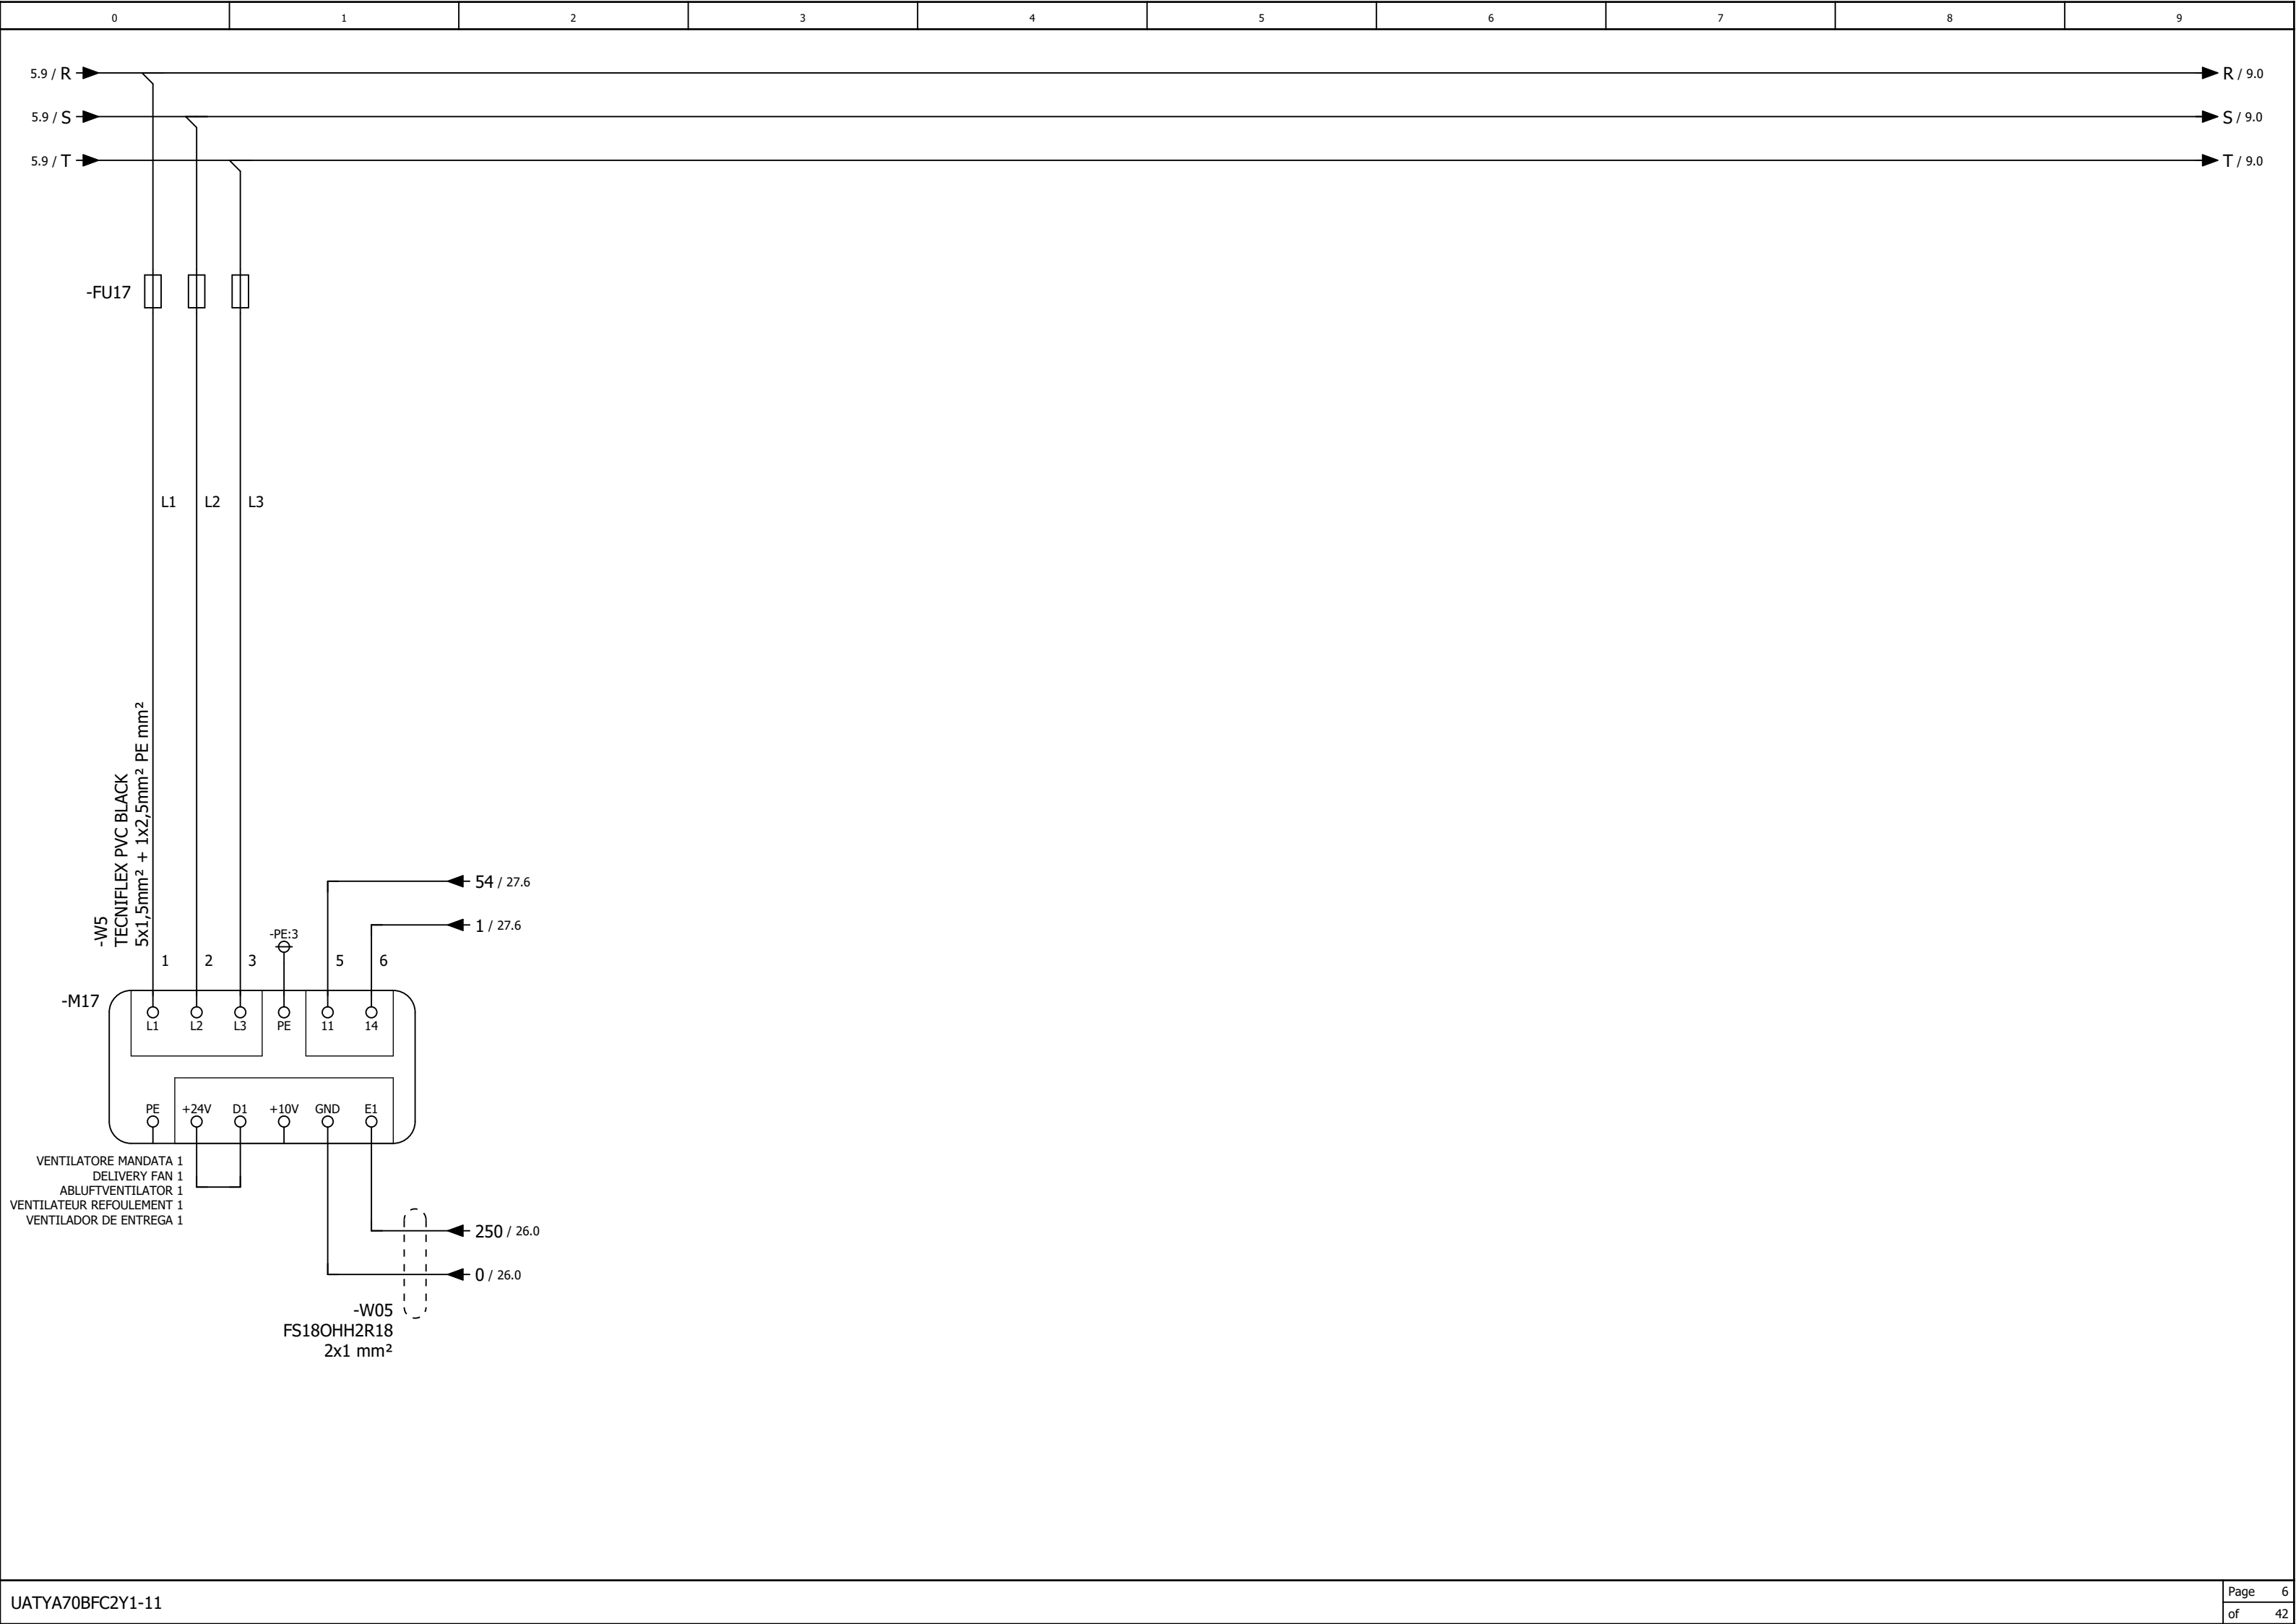 0 1 2 3 4 5 6 7 8 9
5.9 / R R / 9.0
5.9 / S S / 9.0
5.9 / T T / 9.0
-FU17
L1 L2 L3
-W5
TECNIFLEX PVC BLACK
5x1,5mm² + 1x2,5mm² PE mm²
54 / 27.6
1 / 27.6
-PE:3
1 2 3 5 6
-M17
L1 L2 L3 PE 11 14
PE +24V D1 +10V GND E1
VENTILATORE MANDATA 1
DELIVERY FAN 1
ABLUFTVENTILATOR 1
VENTILATEUR REFOULEMENT 1
VENTILADOR DE ENTREGA 1
250 / 26.0
0 / 26.0
-W05
FS18OHH2R18
2x1 mm²
UATYA70BFC2Y1-11
Page 6
of 42